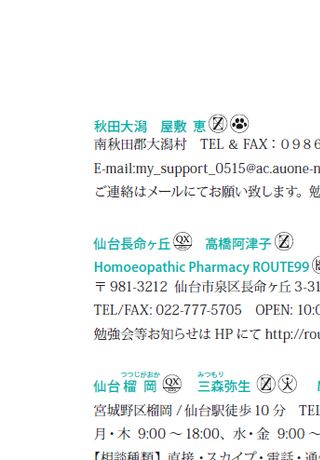 秋田大潟 屋敷 恵
南秋田郡大潟村 TEL & FAX：０９８６
E-mail:my_support_0515@ac.auone-n
ご連絡はメールにてお願い致します。勉
仙台長命ヶ丘 QX 高橋阿津子
Homoeopathic Pharmacy ROUTE99
〒981-3212 仙台市泉区長命ヶ丘 3-31
TEL/FAX: 022-777-5705 OPEN: 10:0
勉強会等お知らせは HP にて http://rou
つつじがおか みつもり
仙台榴岡 QX 三森弥生
宮城野区榴岡 / 仙台駅徒歩 10 分 TEL
月・木 9:00 〜 18:00、水・金 9:00 〜
【相談種類】直接・スカイプ・電話・通